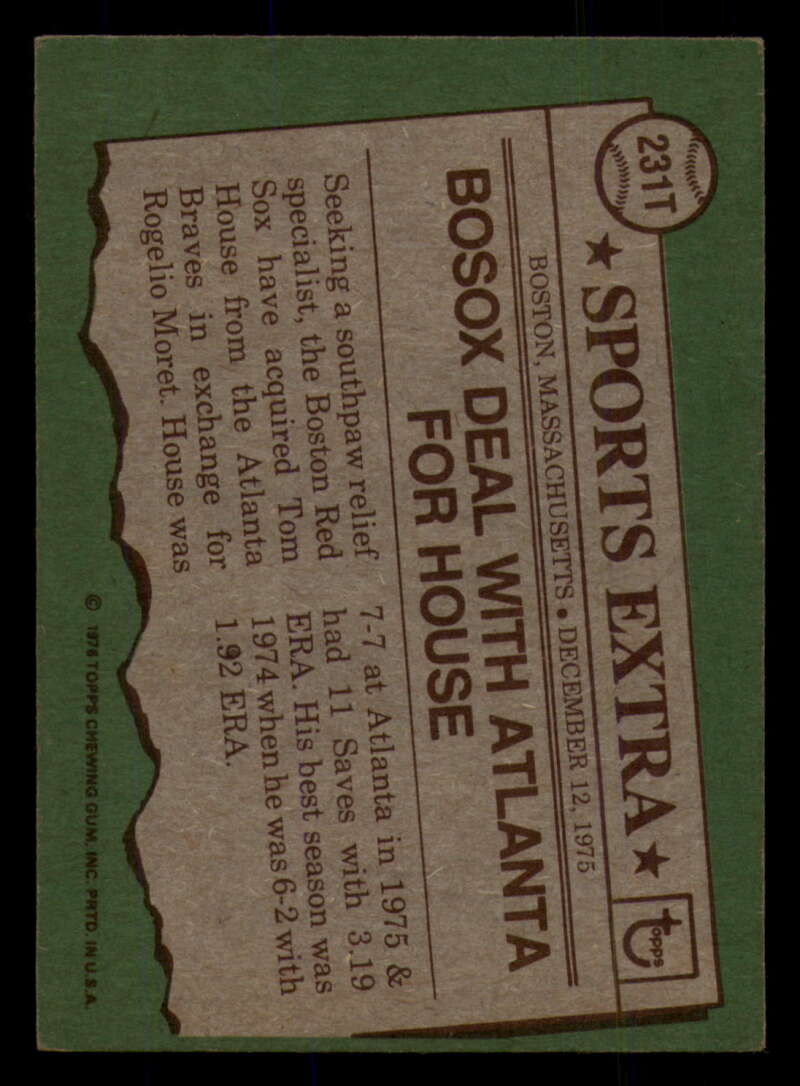 231T
★ SPORTS EXTRA ★
topps
BOSTON, MASSACHUSETTS • DECEMBER 12, 1975
BOSOX DEAL WITH ATLANTA
FOR HOUSE
Seeking a southpaw relief
specialist, the Boston Red
Sox have acquired Tom
House from the Atlanta
Braves in exchange for
Rogelio Moret. House was
7-7 at Atlanta in 1975 &
had 11 Saves with 3.19
ERA. His best season was
1974 when he was 6-2 with
1.92 ERA.
© 1976 TOPPS CHEWING GUM, INC. PRTD. IN U.S.A.